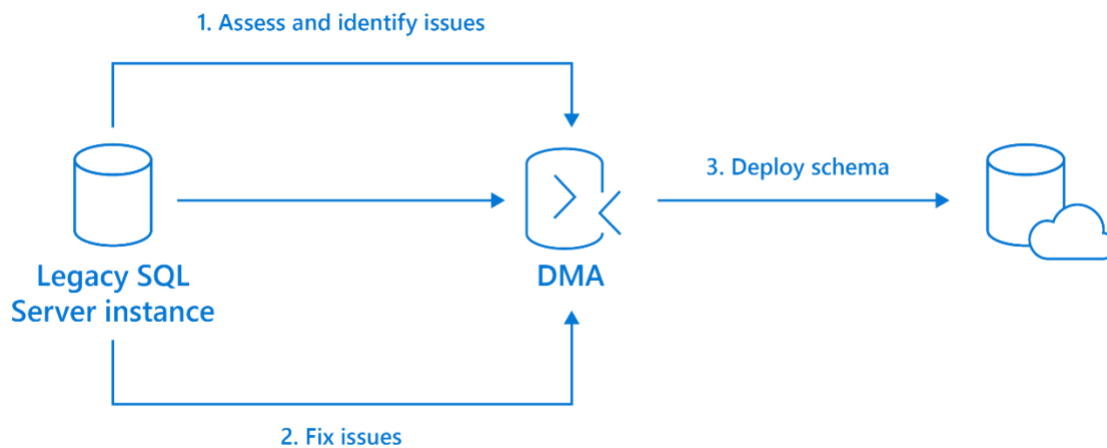 1. Assess and identify issues
3. Deploy schema
Legacy SQL
Server instance
DMA
2. Fix issues